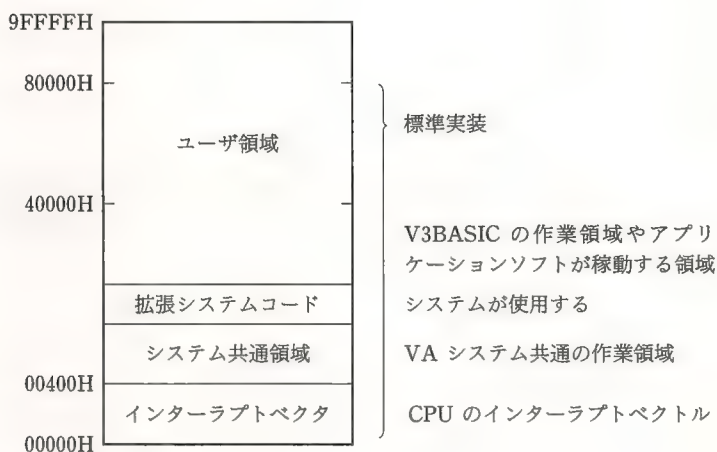 9FFFFH
80000H
標準実装
ユーザ領域
40000H
V3BASIC の作業領域やアプリ
ケーションソフトが稼動する領域
拡張システムコード
システムが使用する
システム共通領域
VA システム共通の作業領域
00400H
インターラプトベクタ
CPU のインターラプトベクトル
00000H